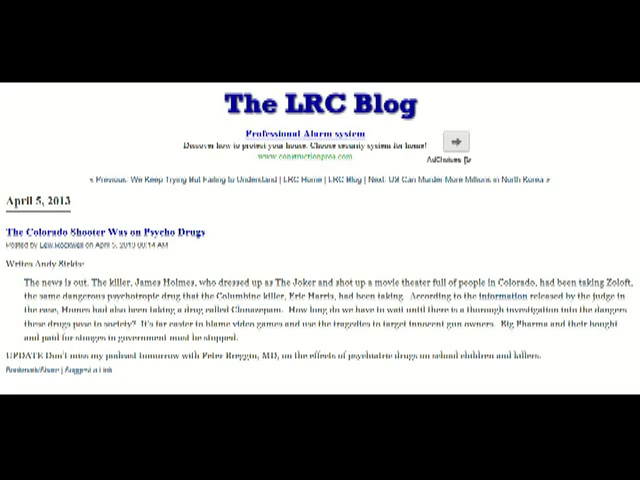 The LRC Blog
Professional Alarm system
Discover how to protect your house. Choose security system for home!
www.constructionproa.com
AdChoices
« Previous: We Keep Trying But Failing to Understand | LRC Home | LRC Blog | Next: US Can Murder More Millions in North Korea »
April 5, 2013
The Colorado Shooter Was on Psycho Drugs
Posted by Lew Rockwell on April 5, 2013 06:14 AM
Writes Andy
The news is out. The killer, James Holmes, who dressed up as The Joker and shot up a movie theater full of people in Colorado, had been taking Zoloft,
the same dangerous psychotropic drug that the Columbine killer, Eric Harris, had been taking. According to the information released by the judge in
the case, Homes had also been taking a drug called Clonazepam. How long do we have to wait until there is a thorough investigation into the dangers
these drugs pose to society? It's far easier to blame video games and use the tragedies to target innocent gun owners. Big Pharma and their bought
and paid for stooges in government must be stopped.
UPDATE Don't miss my podcast tomorrow with Peter Breggin, MD, on the effects of psychiatric drugs on school children and killers.
Bookmark/Share | Suggest a Link